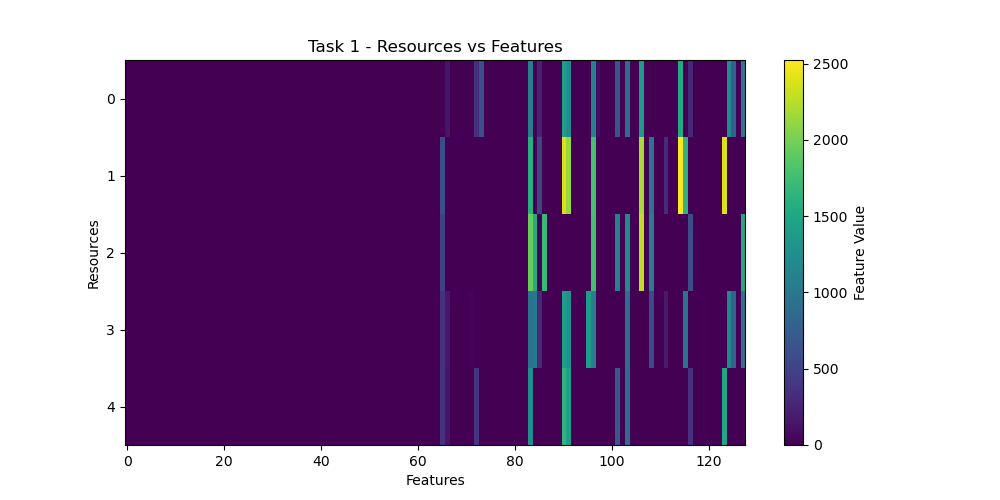 Task 1 - Resources vs Features
Resources
0
1
2
3
4
0 20 40 60 80 100 120
Features
2500
2000
1500
1000
500
0
Feature Value